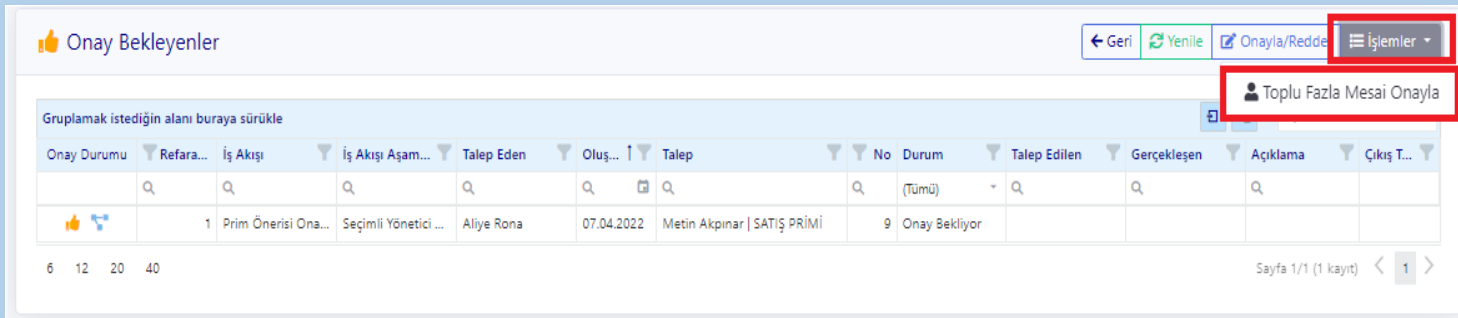 Onay Bekleyenler
Geri
Yenile
Onayla/Redde
İşlemler
Toplu Fazla Mesai Onayla
Gruplamak istediğin alanı buraya sürükle
Onay Durumu Refara... İş Akışı İş Akışı Aşam... Talep Eden Oluş... Talep No Durum Talep Edilen Gerçekleşen Açıklama Çıkış T...
(Tümü)
1 Prim Önerisi Ona... Seçimli Yönetici ... Aliye Rona 07.04.2022 Metin Akpınar | SATIŞ PRİMİ 9 Onay Bekliyor
6 12 20 40 Sayfa 1/1 (1 kayıt) 1